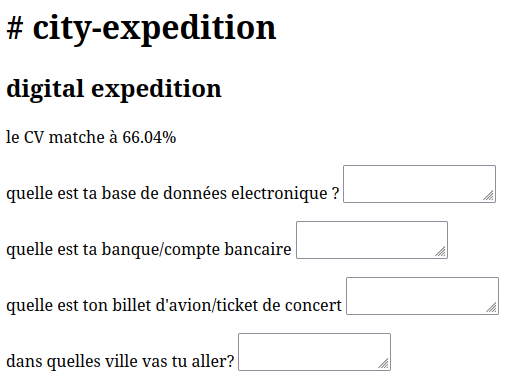 # city-expedition
digital expedition
le CV matche à 66.04%
quelle est ta base de données electronique ?
quelle est ta banque/compte bancaire
quelle est ton billet d'avion/ticket de concert
dans quelles ville vas tu aller?